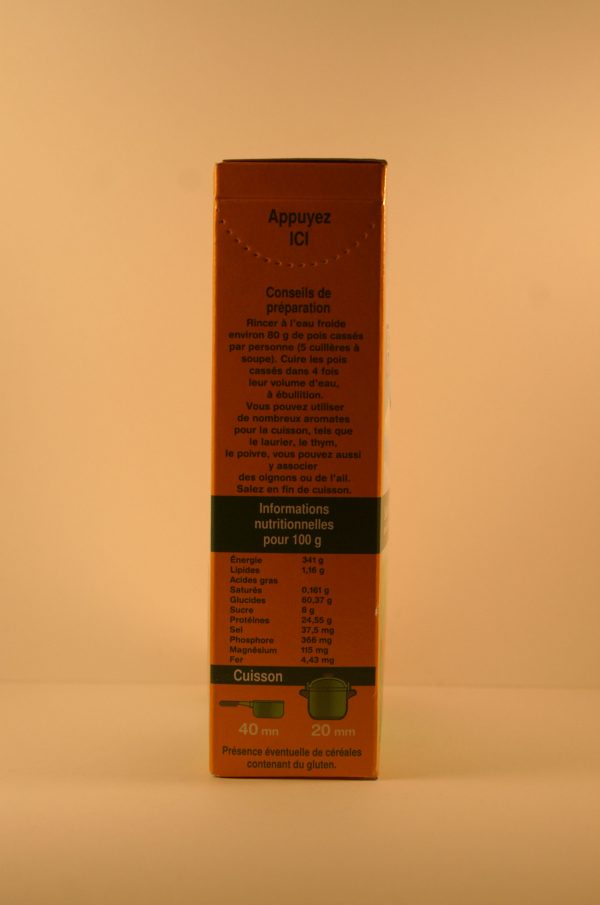 Appuyez
ICI
Conseils de
préparation
Rincer à l'eau froide
environ 80 g de pois cassés
par personne (5 cuillères à
soupe). Cuire les pois
cassés dans 4 fois
leur volume d'eau,
à ébullition.
Vous pouvez utiliser
de nombreux aromates
pour la cuisson, tels que
le laurier, le thym,
le poivre, vous pouvez aussi
y associer
des oignons ou de l'ail.
Salez en fin de cuisson.
Informations
nutritionnelles
pour 100 g
Énergie 341 g
Lipides 1,16 g
Acides gras
Saturés 0,161 g
Glucides 60,37 g
Sucre 8 g
Protéines 24,55 g
Sel 37,5 mg
Phosphore 366 mg
Magnésium 115 mg
Fer 4,43 mg
Cuisson
40 mn 20 mm
Présence éventuelle de céréales
contenant du gluten.